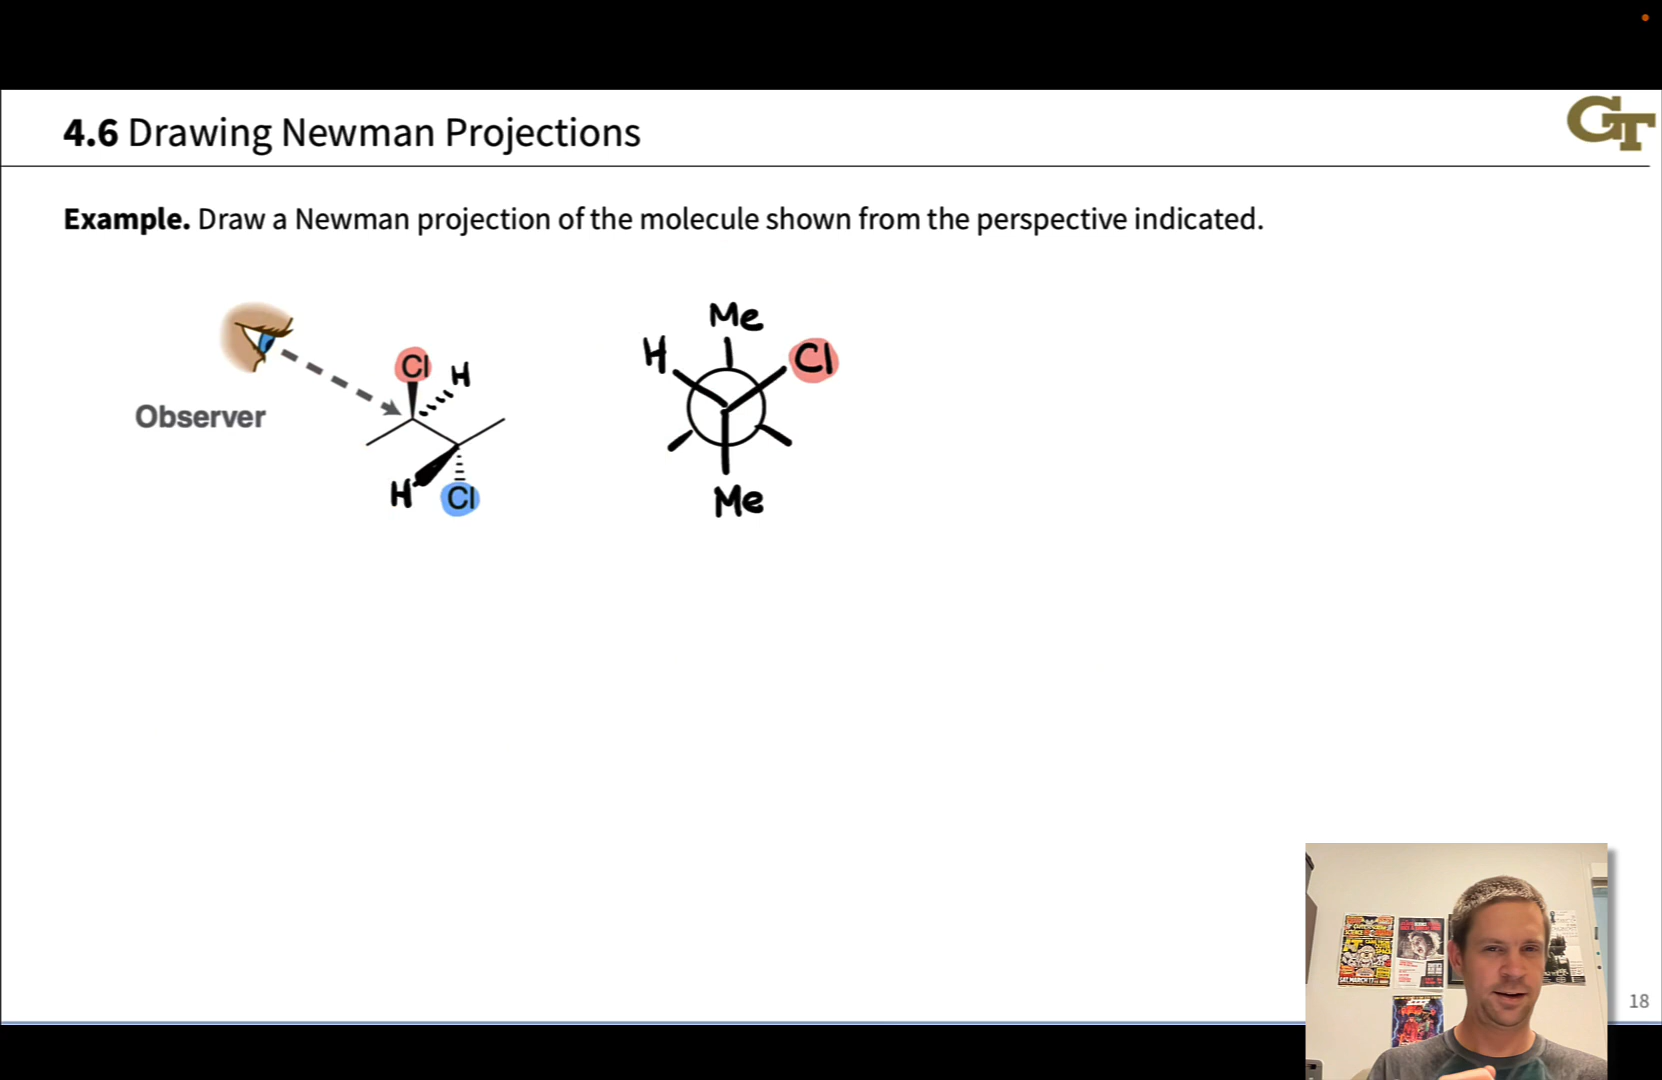 4.6 Drawing Newman Projections
GT
Example. Draw a Newman projection of the molecule shown from the perspective indicated.
Observer
Cl
H
H
Cl
Me
H
Cl
Me
18